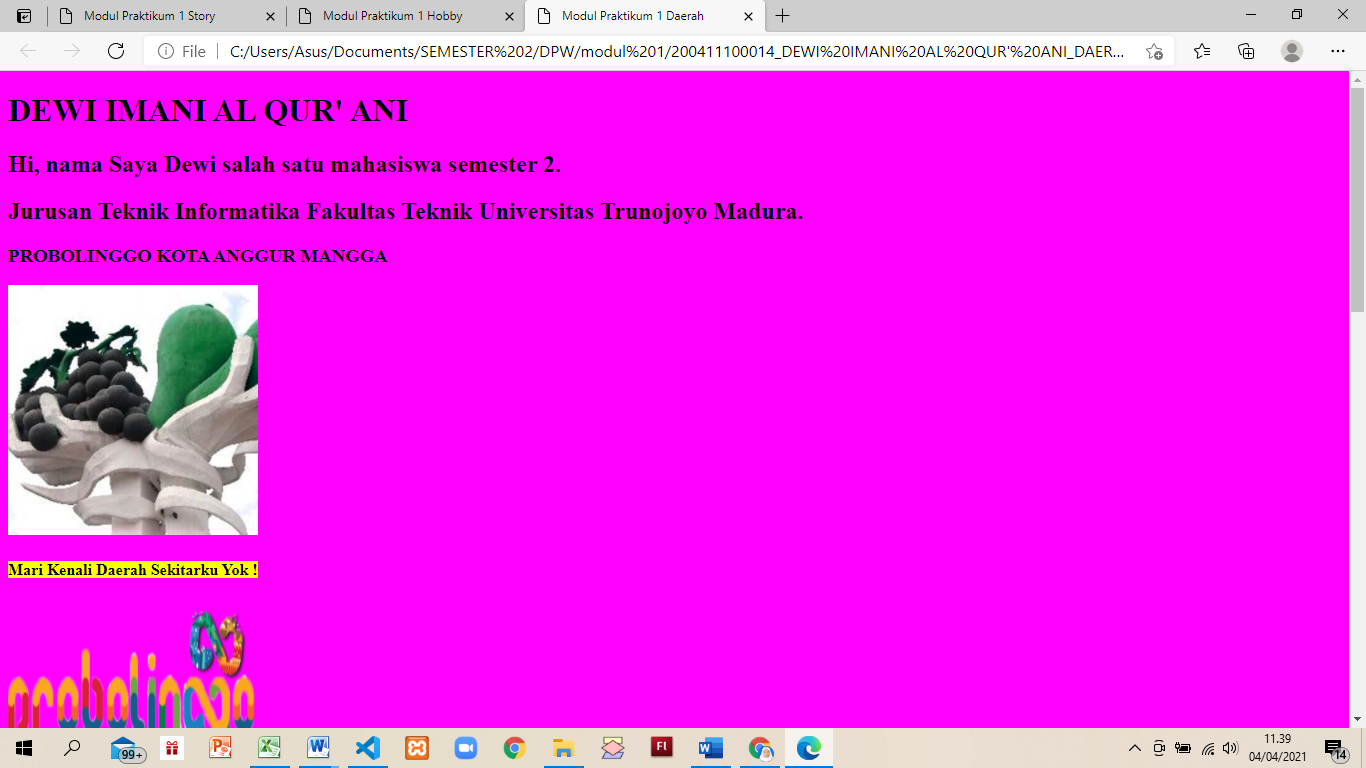 Modul Praktikum 1 Story
Modul Praktikum 1 Hobby
Modul Praktikum 1 Daerah
File
C:/Users/Asus/Documents/SEMESTER%202/DPW/modul%201/200411100014_DEWI%20IMANI%20AL%20QUR'%20ANI_DAER...
DEWI IMANI AL QUR' ANI
Hi, nama Saya Dewi salah satu mahasiswa semester 2.
Jurusan Teknik Informatika Fakultas Teknik Universitas Trunojoyo Madura.
PROBOLINGGO KOTA ANGGUR MANGGA
Mari Kenali Daerah Sekitarku Yok !
probolinggo
99+
Fl
11.39
04/04/2021
14